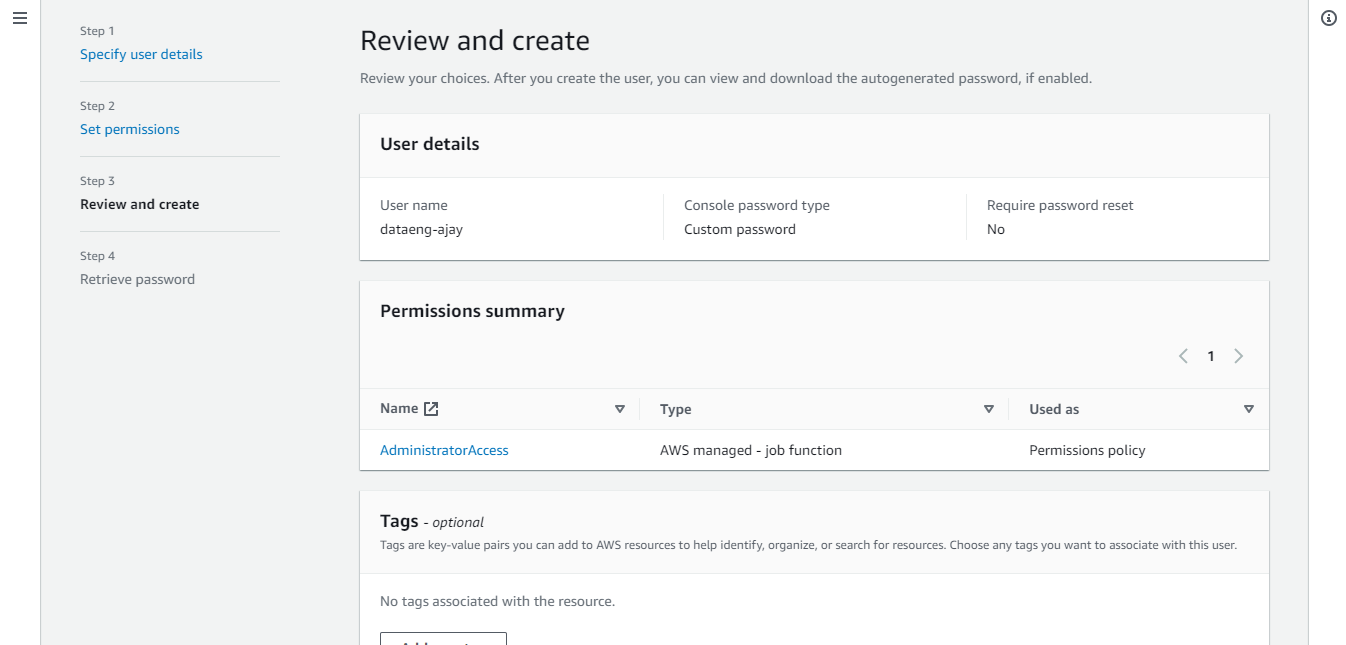 Step 1
Specify user details
Step 2
Set permissions
Step 3
Review and create
Step 4
Retrieve password
Review and create
Review your choices. After you create the user, you can view and download the autogenerated password, if enabled.
User details
User name
dataeng-ajay
Console password type
Custom password
Require password reset
No
Permissions summary
1
Name Type Used as
AdministratorAccess AWS managed - job function Permissions policy
Tags - optional
Tags are key-value pairs you can add to AWS resources to help identify, organize, or search for resources. Choose any tags you want to associate with this user.
No tags associated with the resource.